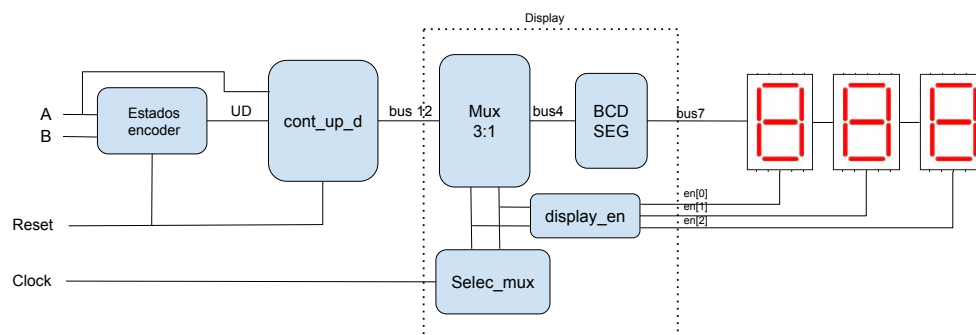 Display
A
B
Estados
encoder
UD
cont_up_d
bus 12
Mux
3:1
bus4
BCD
SEG
bus7
display_en
en[0]
en[1]
en[2]
Reset
Clock
Selec_mux